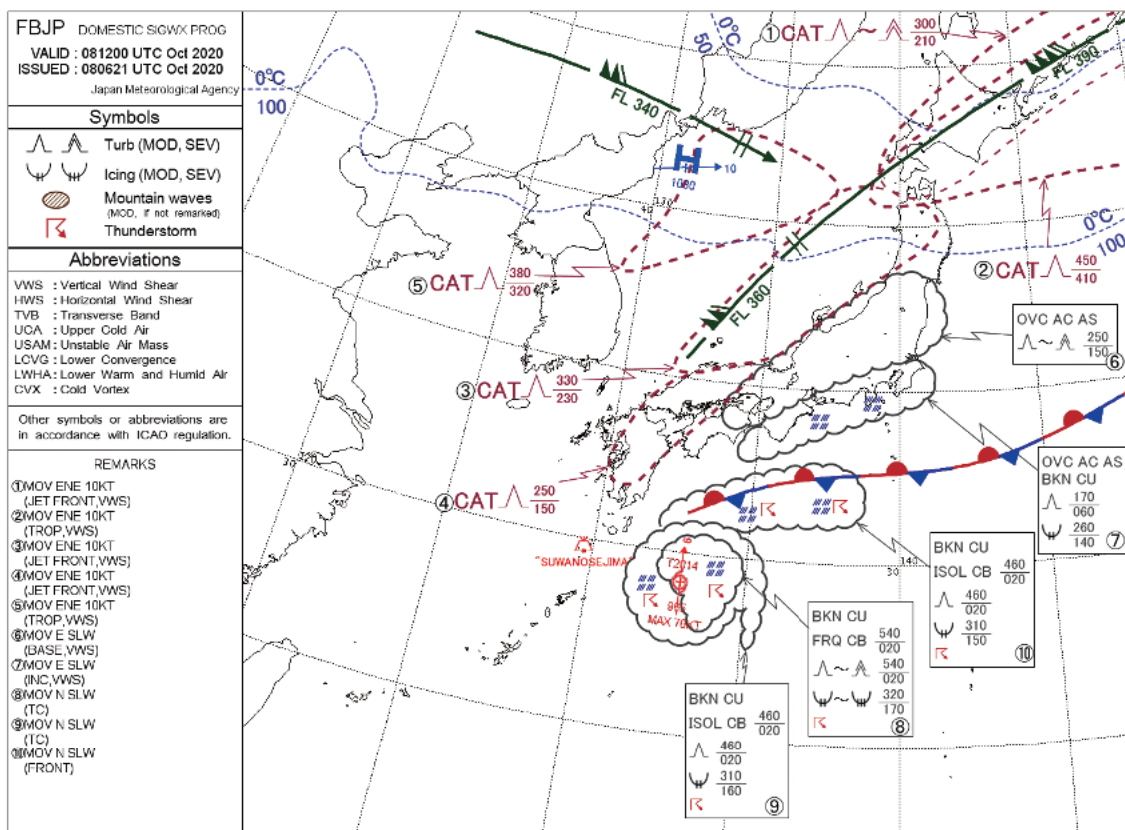 FBJP DOMESTIC SIGWX PROG
VALID : 081200 UTC Oct 2020
ISSUED : 080621 UTC Oct 2020
Japan Meteorological Agency
Symbols
Turb (MOD, SEV)
Icing (MOD, SEV)
Mountain waves
(MOD, if not remarked)
Thunderstorm
Abbreviations
VWS : Vertical Wind Shear
HWS : Horizontal Wind Shear
TVB : Transverse Band
UCA : Upper Cold Air
USAM : Unstable Air Mass
LCVG : Lower Convergence
LWHA : Lower Warm and Humid Air
CVX : Cold Vortex
Other symbols or abbreviations are
in accordance with ICAO regulation.
REMARKS
①MOV ENE 10KT
(JET FRONT,VWS)
②MOV ENE 10KT
(TROP,VWS)
③MOV ENE 10KT
(JET FRONT,VWS)
④MOV ENE 10KT
(JET FRONT,VWS)
⑤MOV ENE 10KT
(TROP,VWS)
⑥MOV E SLW
(BASE,VWS)
⑦MOV E SLW
(INC,VWS)
⑧MOV N SLW
(TC)
⑨MOV N SLW
(TC)
⑩MOV N SLW
(FRONT)
0°C
100
50
0°C
①CAT ~ 300
210
FL 390
FL 340
H
10
40
130
0°C
100
②CAT 450
410
⑤CAT 380
320
FL 360
③CAT 330
230
④CAT 250
150
30
"SUWANOSEJIMA"
T2014
MAX 70KT
30
140
OVC AC AS
~ 250
150
⑥
OVC AC AS
BKN CU
170
060
260
140
⑦
BKN CU
ISOL CB 460
020
460
020
310
150
⑩
BKN CU
FRQ CB 540
020
~ 540
020
~ 320
170
⑧
BKN CU
ISOL CB 460
020
460
020
310
160
⑨